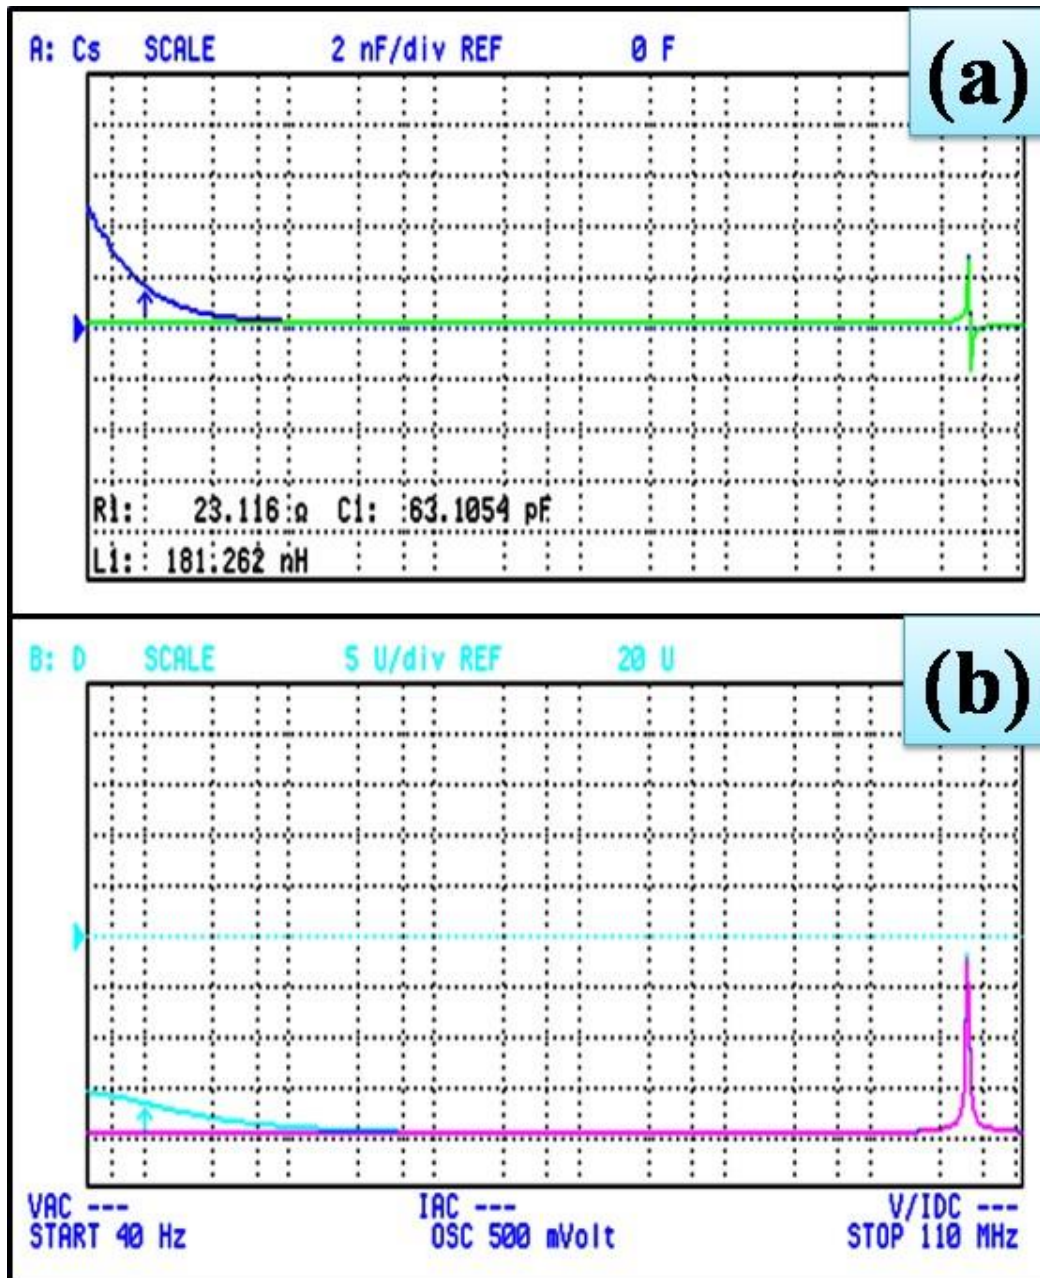 A: Cs SCALE 2 nF/div REF 0 F
(a)
R1: 23.116 Ω C1: 63.1054 pF
L1: 181.262 nH
B: D SCALE 5 U/div REF 20 U
(b)
VAC --- IAC --- V/IDC ---
START 40 Hz OSC 500 mVolt STOP 110 MHz